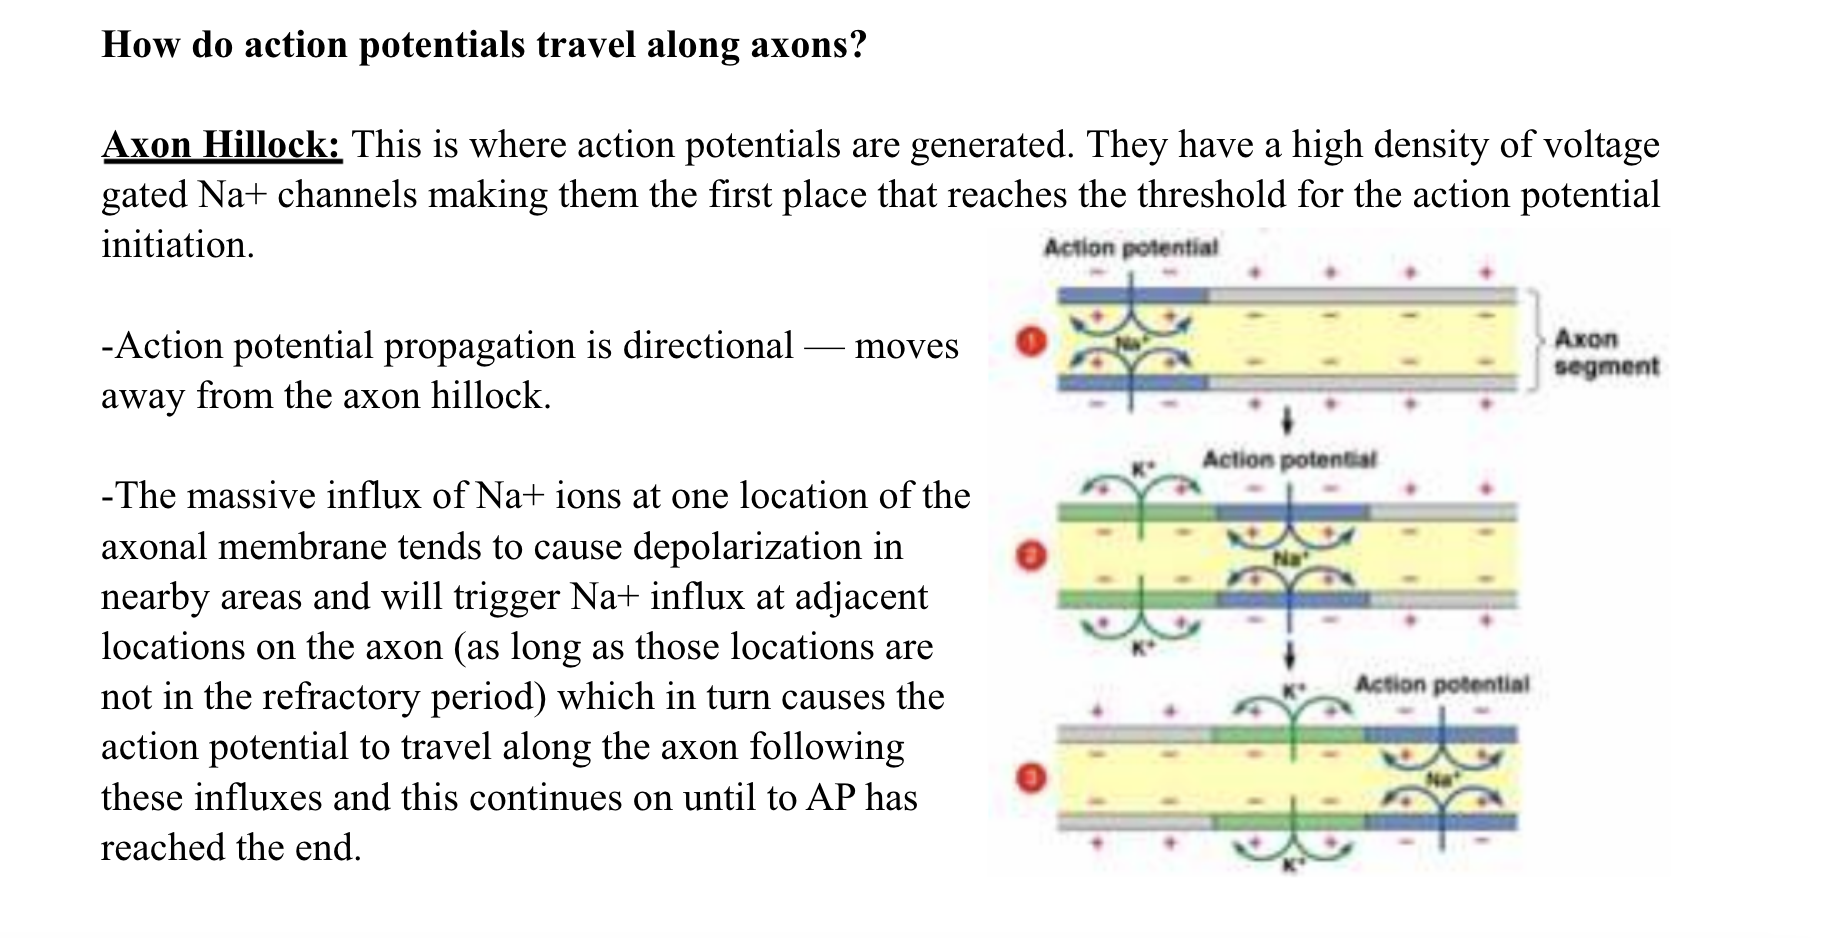 How do action potentials travel along axons?
Axon Hillock: This is where action potentials are generated. They have a high density of voltage
gated Na+ channels making them the first place that reaches the threshold for the action potential
initiation.
-Action potential propagation is directional — moves
away from the axon hillock.
-The massive influx of Na+ ions at one location of the
axonal membrane tends to cause depolarization in
nearby areas and will trigger Na+ influx at adjacent
locations on the axon (as long as those locations are
not in the refractory period) which in turn causes the
action potential to travel along the axon following
these influxes and this continues on until to AP has
reached the end.
Action potential
− − + + + +
+ + − − − −
1
Na+
Axon
segment
+ + − − − −
− − + + + +
K+
Action potential
+ + − − + +
− − + + − −
2
Na+
− − + + − −
+ + − − + +
K+
K+
Action potential
+ + + + − −
− − − − + +
3
Na+
− − − − + +
+ + + + − −
K+